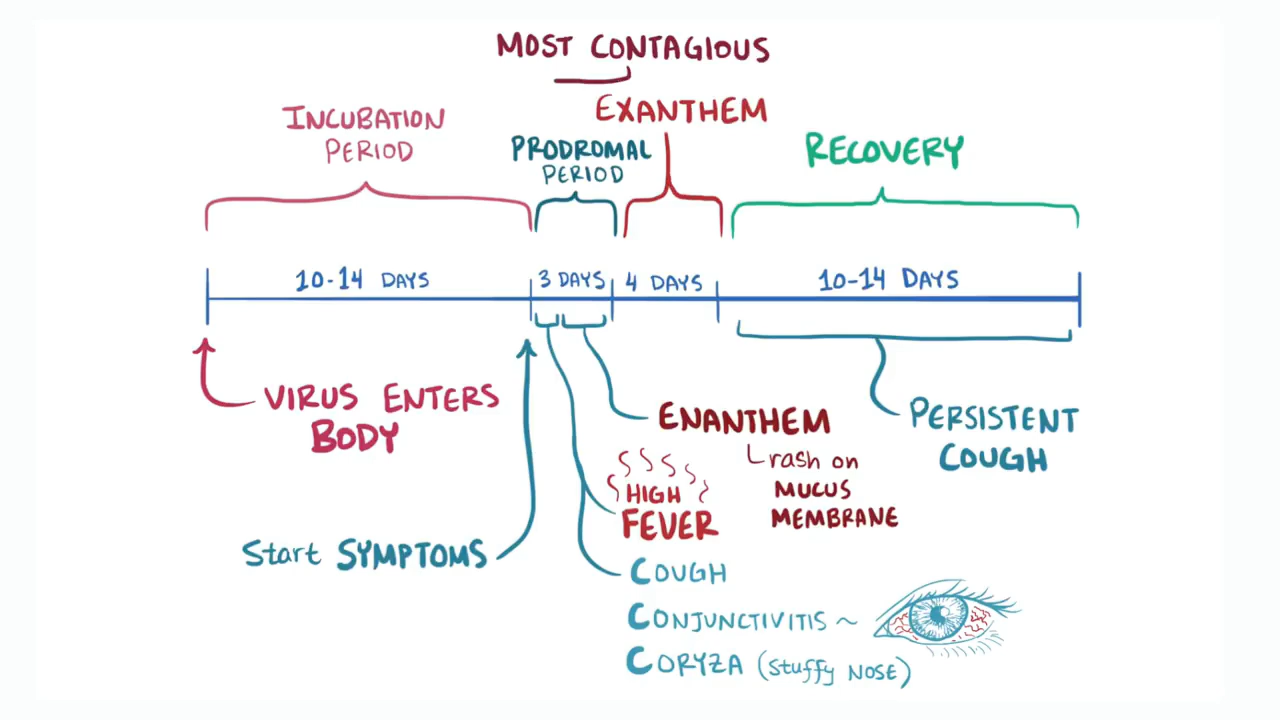 MOST CONTAGIOUS
INCUBATION
PERIOD
PRODROMAL
PERIOD
EXANTHEM
RECOVERY
10-14 DAYS
3 DAYS
4 DAYS
10-14 DAYS
VIRUS ENTERS
BODY
Start SYMPTOMS
ENANTHEM
rash on
MUCUS
MEMBRANE
HIGH
FEVER
COUGH
CONJUNCTIVITIS ~
CORYZA (Stuffy NOSE)
PERSISTENT
COUGH